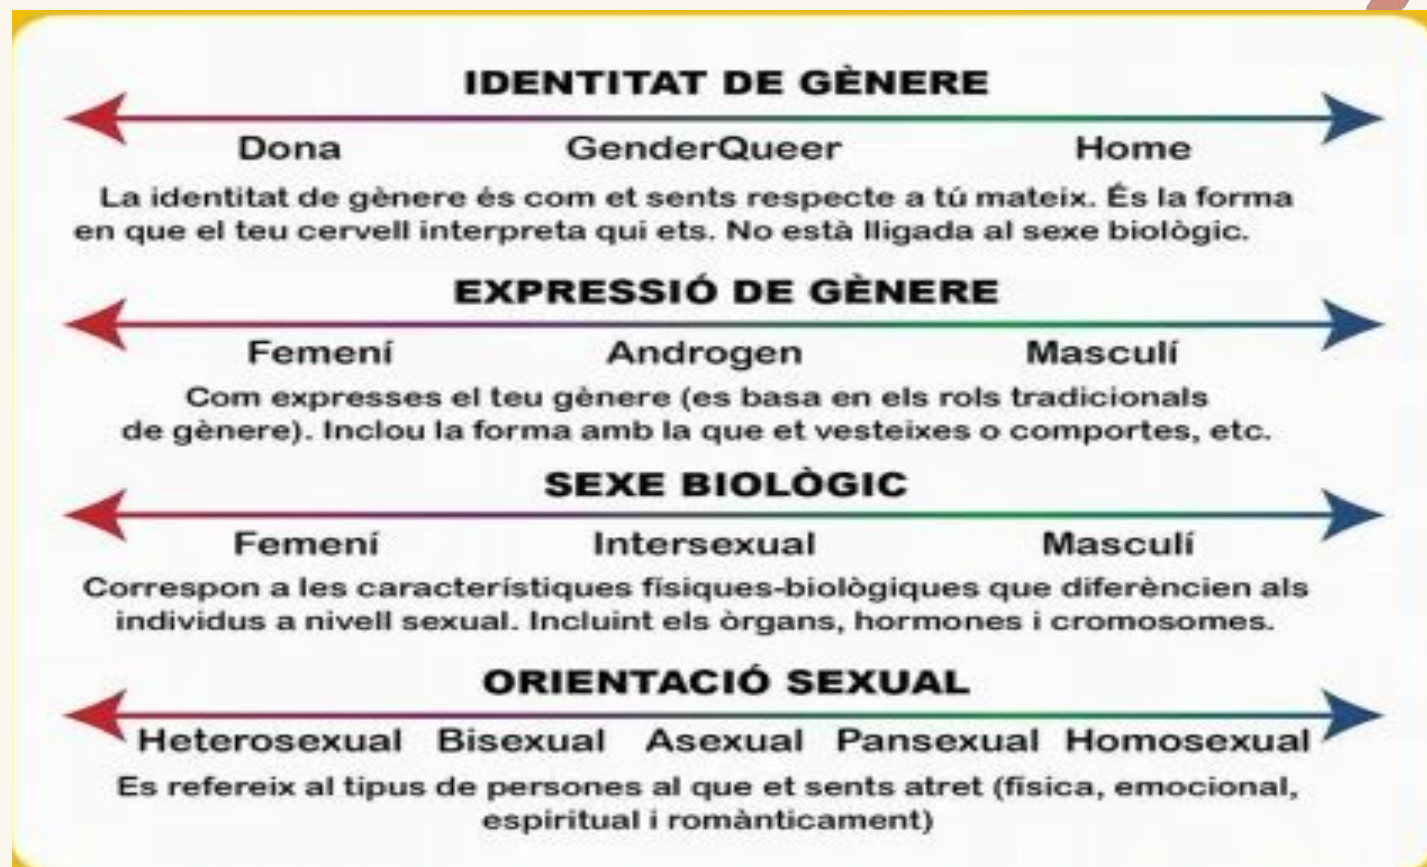 IDENTITAT DE GÈNERE
Dona GenderQueer Home
La identitat de gènere és com et sents respecte a tú mateix. És la forma
en que el teu cervell interpreta qui ets. No està lligada al sexe biològic.
EXPRESSIÓ DE GÈNERE
Femení Androgen Masculí
Com expresses el teu gènere (es basa en els rols tradicionals
de gènere). Inclou la forma amb la que et vesteixes o comportes, etc.
SEXE BIOLÒGIC
Femení Intersexual Masculí
Correspon a les característiques físiques-biològiques que diferèncien als
individus a nivell sexual. Incluint els òrgans, hormones i cromosomes.
ORIENTACIÓ SEXUAL
Heterosexual Bisexual Asexual Pansexual Homosexual
Es refereix al tipus de persones al que et sents atret (física, emocional,
espiritual i romànticament)